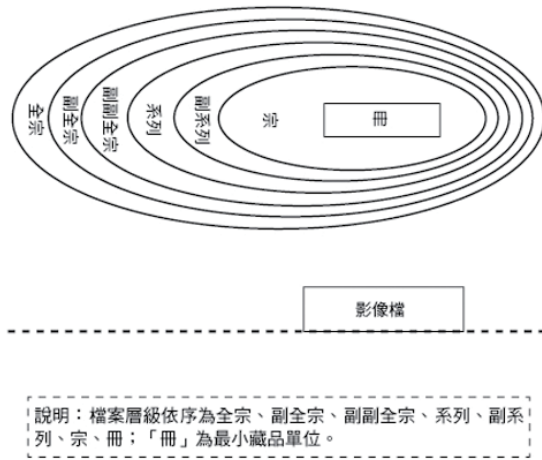 全宗
副全宗
副副全宗
系列
副系列
宗
冊
影像檔
說明：檔案層級依序為全宗、副全宗、副副全宗、系列、副系
列、宗、冊；「冊」為最小藏品單位。